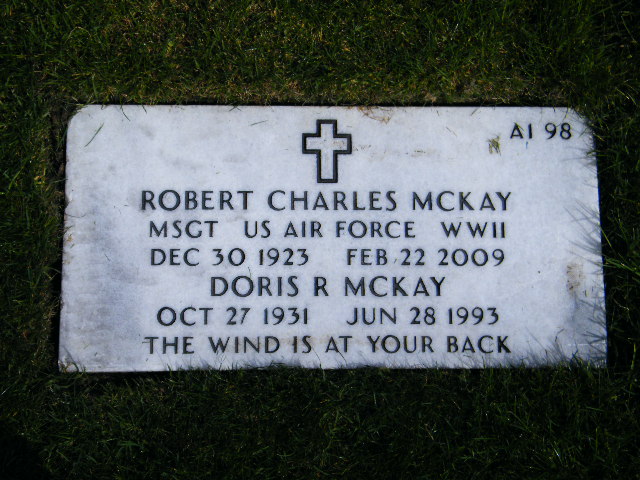 A1 98
ROBERT CHARLES MCKAY
MSGT US AIR FORCE WWII
DEC 30 1923 FEB 22 2009
DORIS R MCKAY
OCT 27 1931 JUN 28 1993
THE WIND IS AT YOUR BACK